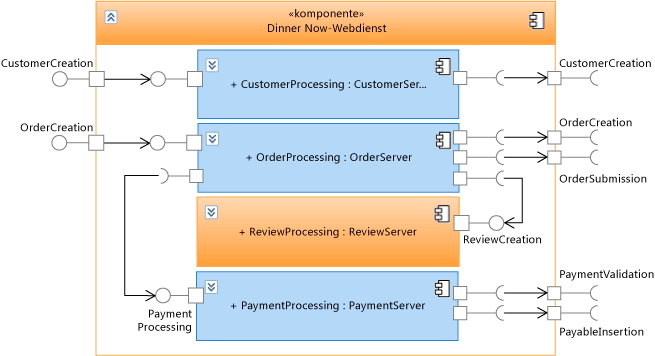 «komponente»
Dinner Now-Webdienst
CustomerCreation
CustomerCreation
+ CustomerProcessing : CustomerSer...
OrderCreation
OrderCreation
+ OrderProcessing : OrderServer
OrderSubmission
+ ReviewProcessing : ReviewServer
ReviewCreation
PaymentValidation
+ PaymentProcessing : PaymentServer
Payment
Processing
PayableInsertion